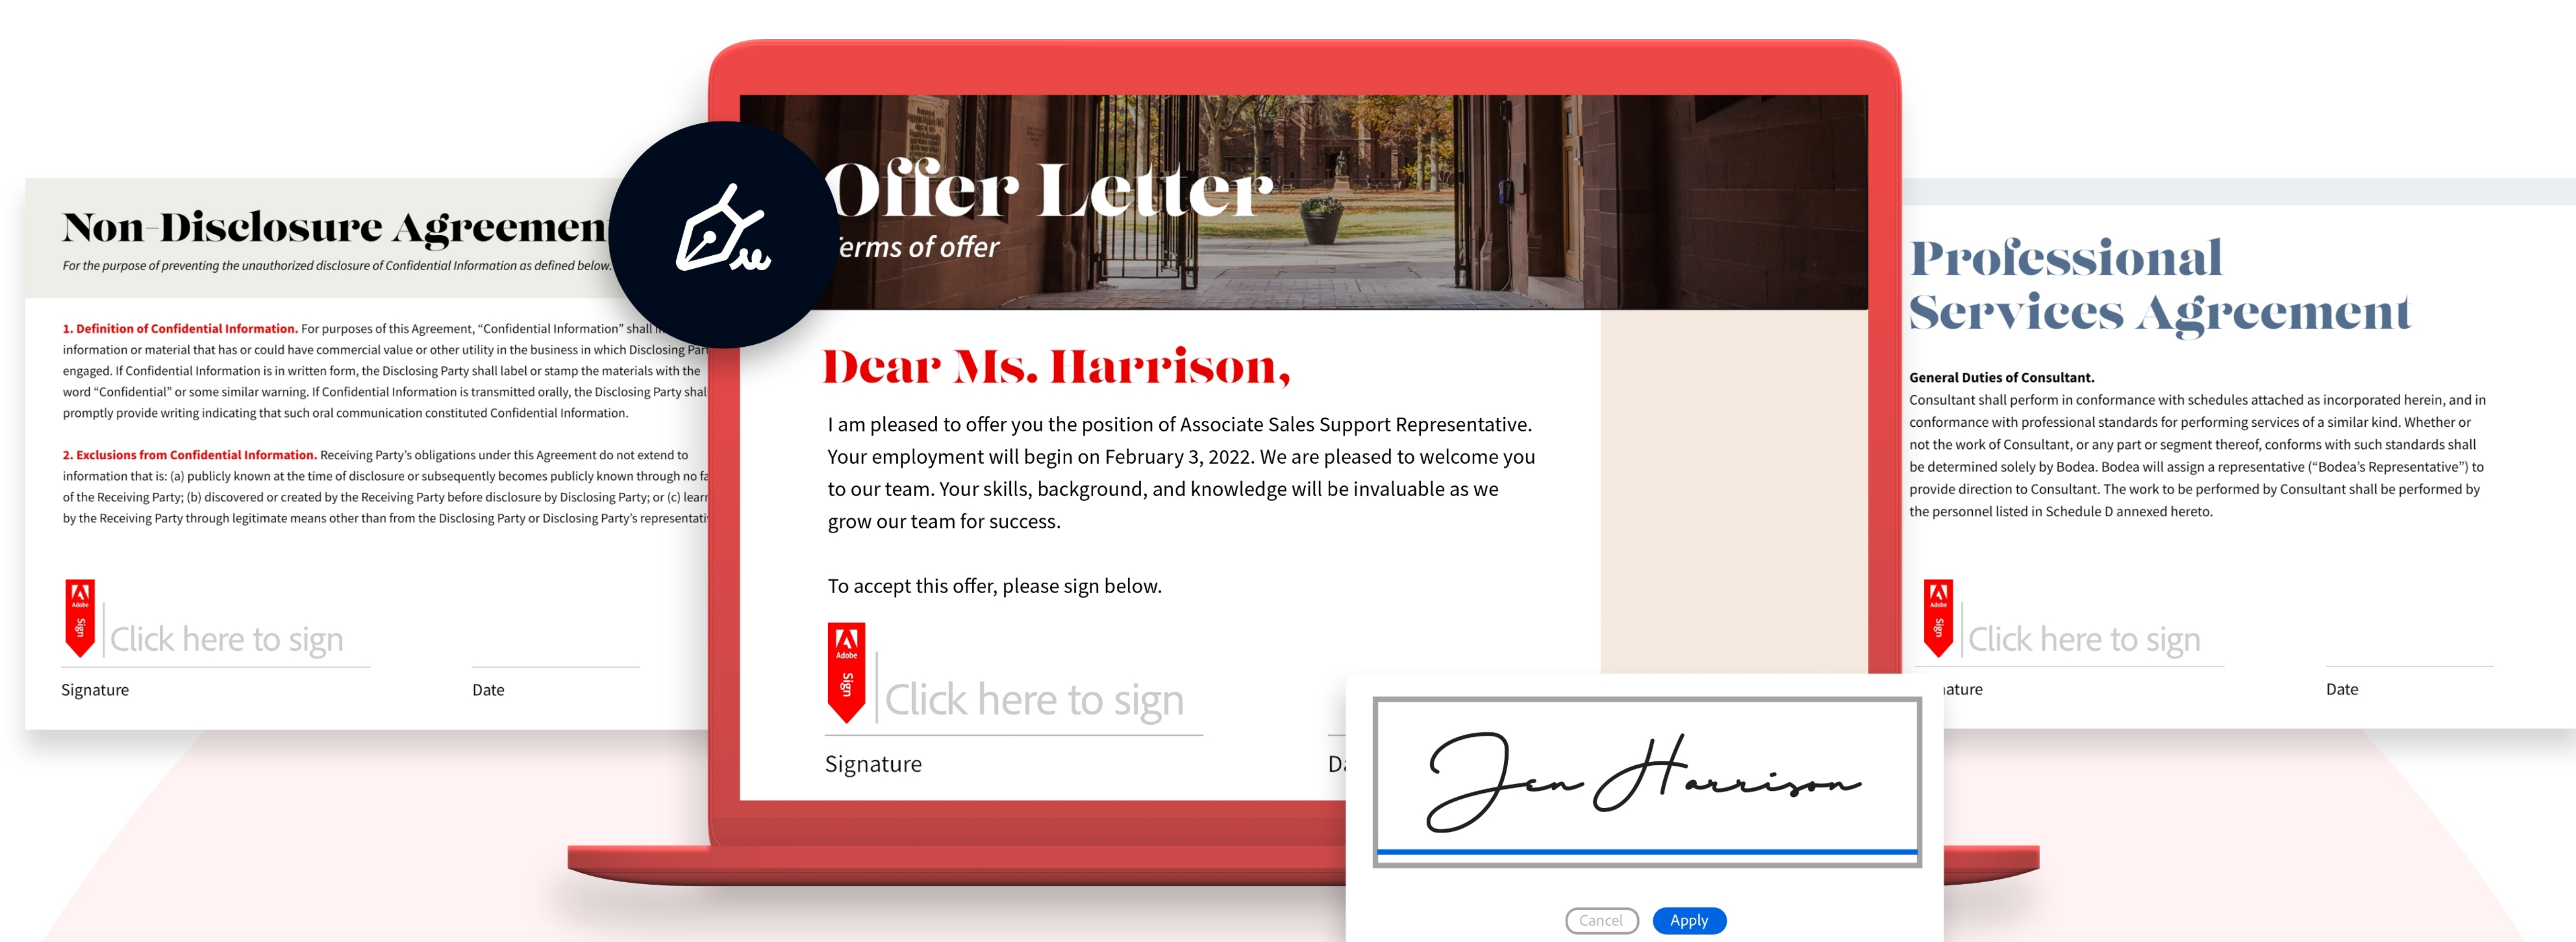 Non-Disclosure Agreemen
For the purpose of preventing the unauthorized disclosure of Confidential Information as defined below.
1. Definition of Confidential Information. For purposes of this Agreement, “Confidential Information” shall
information or material that has or could have commercial value or other utility in the business in which Disclosing Par
engaged. If Confidential Information is in written form, the Disclosing Party shall label or stamp the materials with the
word “Confidential” or some similar warning. If Confidential Information is transmitted orally, the Disclosing Party shal
promptly provide writing indicating that such oral communication constituted Confidential Information.
2. Exclusions from Confidential Information. Receiving Party’s obligations under this Agreement do not extend to
information that is: (a) publicly known at the time of disclosure or subsequently becomes publicly known through no fa
of the Receiving Party; (b) discovered or created by the Receiving Party before disclosure by Disclosing Party; or (c) lear
by the Receiving Party through legitimate means other than from the Disclosing Party or Disclosing Party’s representati
Adobe
Sign
Click here to sign
Signature
Date
Offer Letter
Terms of offer
Dear Ms. Harrison,
I am pleased to offer you the position of Associate Sales Support Representative.
Your employment will begin on February 3, 2022. We are pleased to welcome you
to our team. Your skills, background, and knowledge will be invaluable as we
grow our team for success.
To accept this offer, please sign below.
Adobe
Sign
Click here to sign
Signature
Da
Jen Harrison
Cancel
Apply
Professional
Services Agreement
General Duties of Consultant.
Consultant shall perform in conformance with schedules attached as incorporated herein, and in
conformance with professional standards for performing services of a similar kind. Whether or
not the work of Consultant, or any part or segment thereof, conforms with such standards shall
be determined solely by Bodea. Bodea will assign a representative (“Bodea’s Representative”) to
provide direction to Consultant. The work to be performed by Consultant shall be performed by
the personnel listed in Schedule D annexed hereto.
Adobe
Sign
Click here to sign
nature
Date